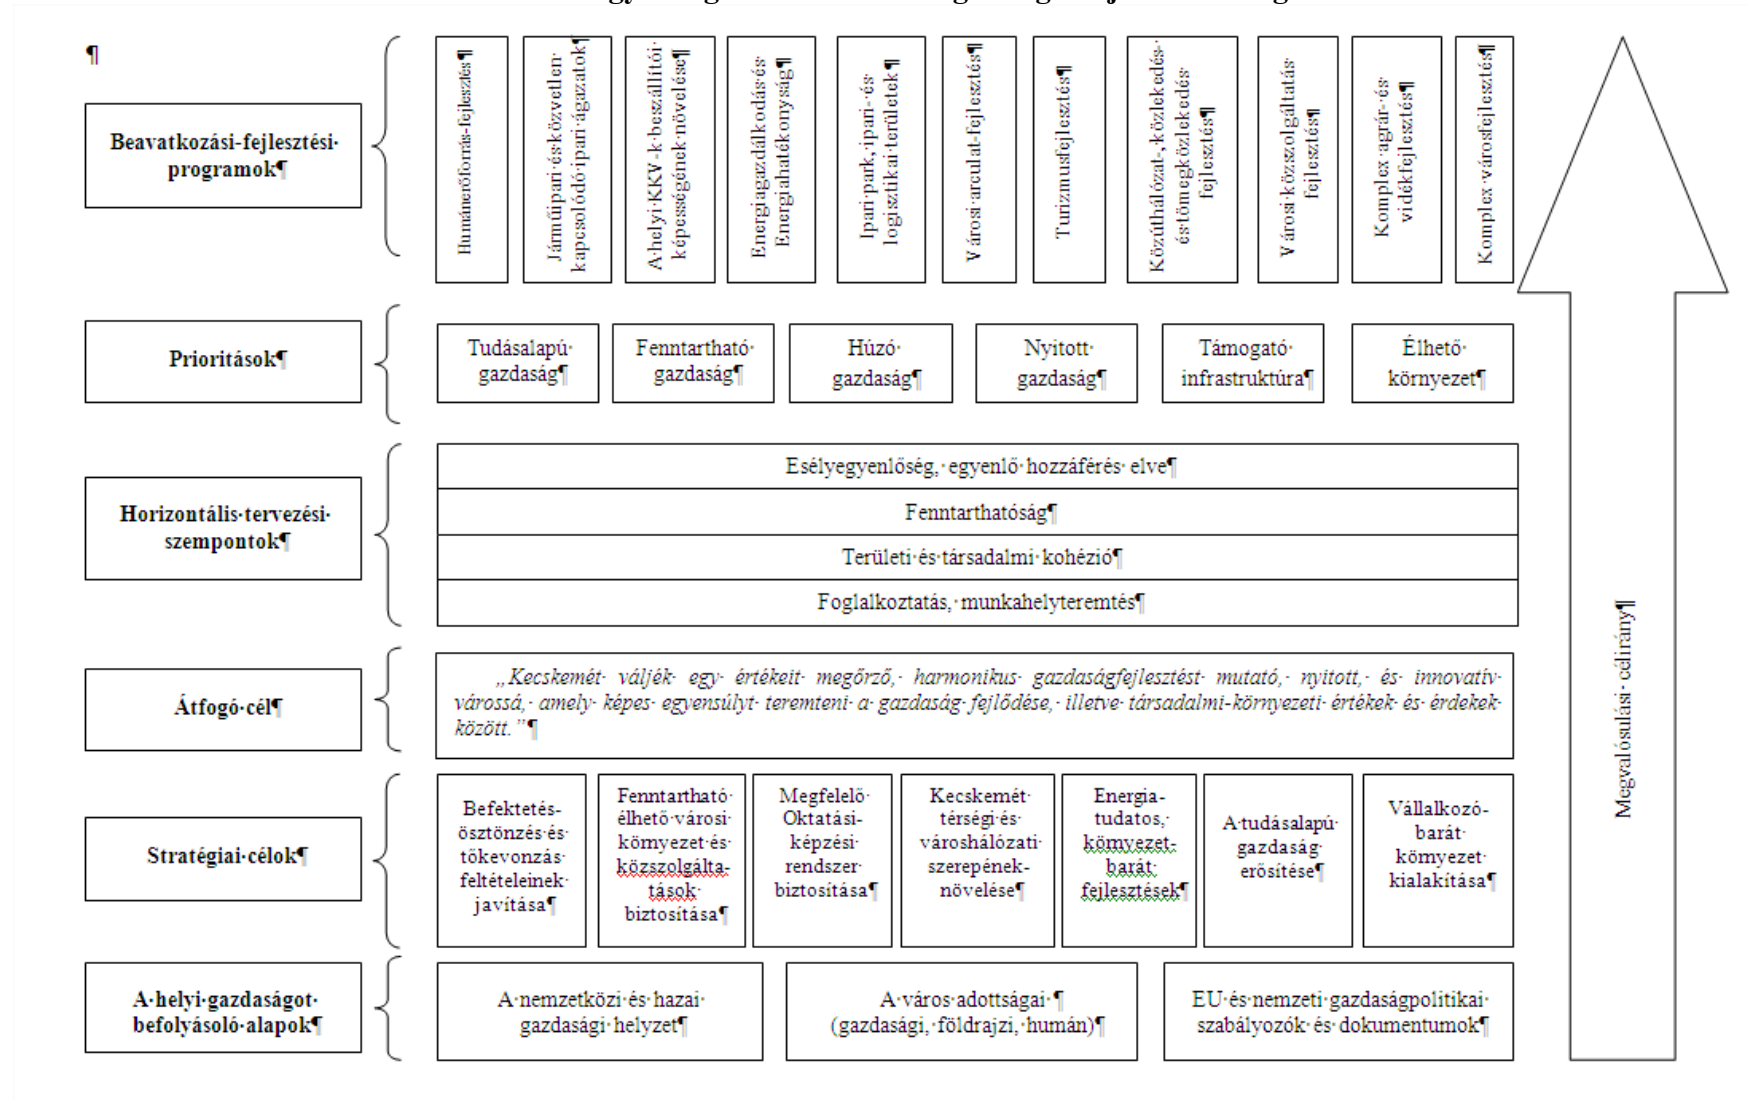 ¶
Beavatkozási-fejlesztési·
programok¶
Humánerőforrás-fejlesztés¶
Járműipari·és·közvetlen·
kapcsolódó·ipari·ágazatok¶
A·helyi·KKV-k·beszállítói·
képességének·növelése¶
Energiagazdálkodás·és·
Energiahatékonyság¶
Ipari·park,·ipari-·és·
logisztikai·területek¶
Városi·arculat-fejlesztés¶
Turizmusfejlesztés¶
Közúthálózat-,·közlekedés-·
és·tömegközlekedés·
fejlesztés¶
Városi·közszolgáltatás·
fejlesztés¶
Komplex·agrár-·és·
vidékfejlesztés¶
Komplex·városfejlesztés¶
Prioritások¶
Tudásalapú·
gazdaság¶
Fenntartható·
gazdaság¶
Húzó·
gazdaság¶
Nyitott·
gazdaság¶
Támogató·
infrastruktúra¶
Élhető·
környezet¶
Horizontális·tervezési·
szempontok¶
Esélyegyenlőség,·egyenlő·hozzáférés·elve¶
Fenntarthatóság¶
Területi·és·társadalmi·kohézió¶
Foglalkoztatás,·munkahelyteremtés¶
Átfogó·cél¶
„Kecskemét· váljék· egy· értékeit· megőrző,· harmonikus· gazdaságfejlesztést· mutató,· nyitott,· és· innovatív·
várossá,· amely· képes· egyensúlyt· teremteni· a· gazdaság· fejlődése,· illetve· társadalmi-környezeti· értékek· és· érdekek·
között."¶
Stratégiai·célok¶
Befektetés-
ösztönzés·és·
tőkevonzás·
feltételeinek·
javítása¶
Fenntartható·
élhető·városi·
környezet·és·
közszolgálta-
tások·
biztosítása¶
Megfelelő·
Oktatási-
képzési·
rendszer·
biztosítása¶
Kecskemét·
térségi·és·
városhálózati·
szerepének·
növelése¶
Energia-
tudatos,·
környezet-
barát·
fejlesztések¶
A·tudásalapú·
gazdaság·
erősítése¶
Vállalkozó-
barát·
környezet·
kialakítása¶
A·helyi·gazdaságot·
befolyásoló·alapok¶
A·nemzetközi·és·hazai·
gazdasági·helyzet¶
A·város·adottságai·¶
(gazdasági,·földrajzi,·humán)¶
EU·és·nemzeti·gazdaságpolitikai·
szabályozók·és·dokumentumok¶
Megvalósulási·célirány¶